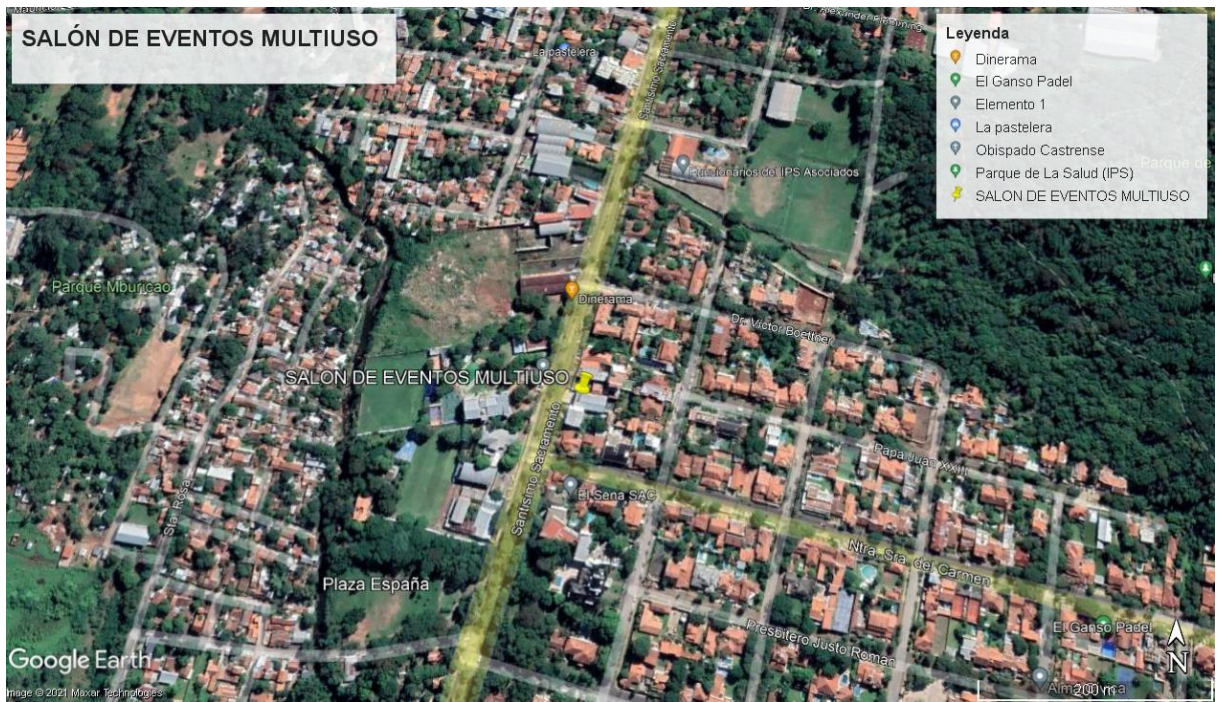 SALÓN DE EVENTOS MULTIUSO
Leyenda
Dinerama
El Ganso Padel
Elemento 1
La pastelera
Obispado Castrense
Parque de La Salud (IPS)
SALON DE EVENTOS MULTIUSO
La pastelera
Santísimo Sacramento
Funcionarios de IPS Asociados
Parque de
Parque Mburicao
Dinerama
Dr. Víctor Boettner
SALON DE EVENTOS MULTIUSO
Santísimo Sacramento
Papa Juan XXIII
Sta. Rosa
El Sena SAC
Ntra. Sra. del Carmen
Plaza España
Presbitero Justo Roman
El Ganso Padel
N
Google Earth
200 m
Image © 2021 Maxar Technologies